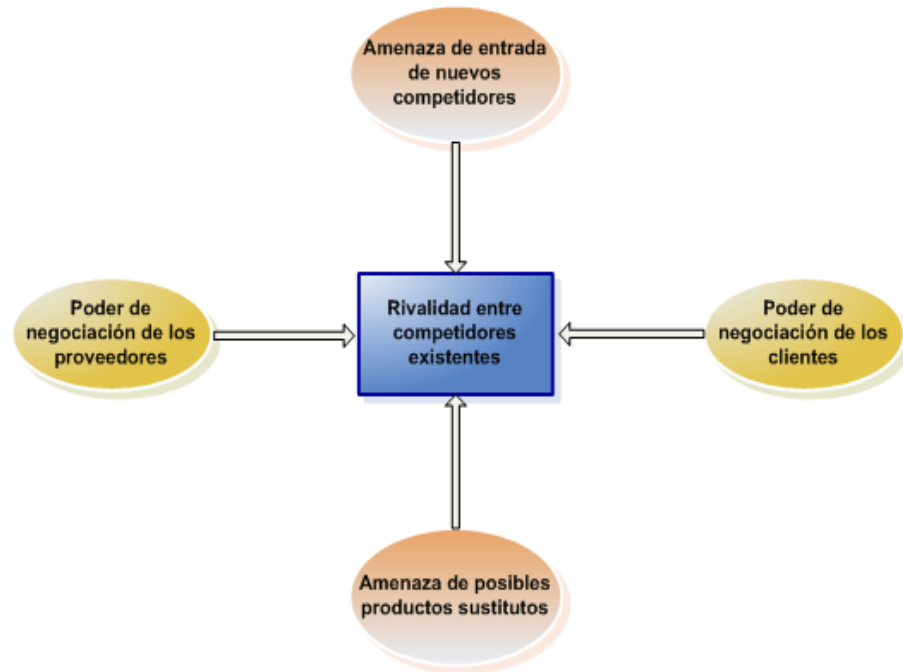 Amenaza de entrada
de nuevos
competidores
Poder de
negociación de los
proveedores
Rivalidad entre
competidores
existentes
Poder de
negociación de los
clientes
Amenaza de posibles
productos sustitutos